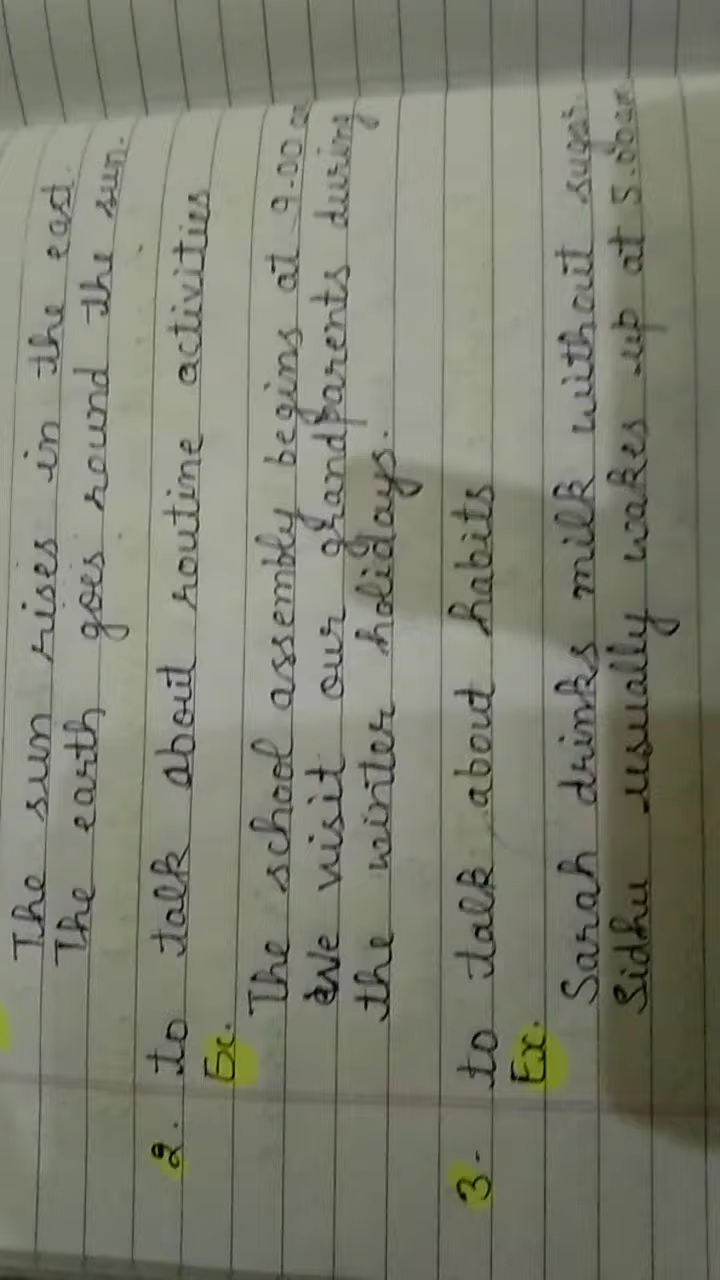 The sun rises in the east.
The earth goes round the sun.
2. to talk about routine activities
Ex.
The school assembly begins at 9.00 a
We visit our grandparents during
the winter holidays.
3. to talk about habits
Ex.
Sarah drinks milk without sugar.
Sidhu usually wakes up at 5.00am